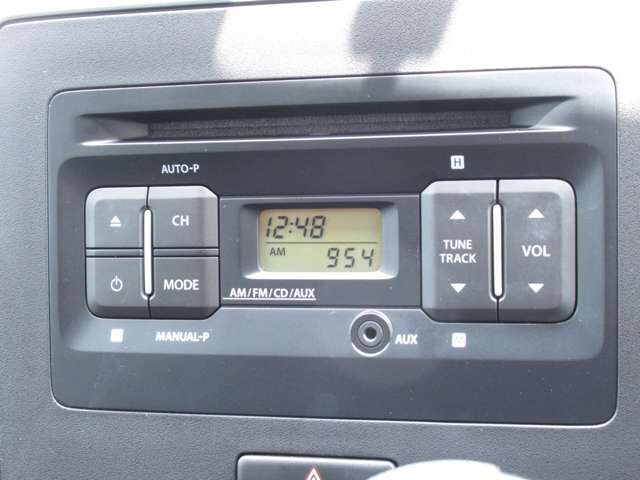 AUTO-P
H
CH
MODE
12:48
AM 954
TUNE
TRACK
VOL
AM/FM/CD/AUX
MANUAL-P
AUX